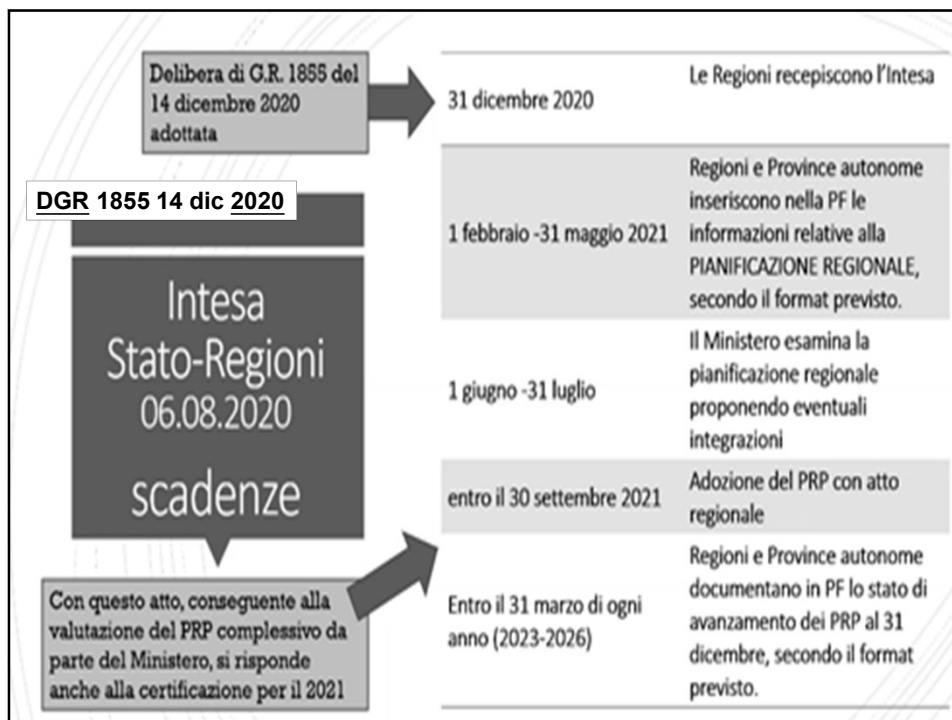 Delibera di G.R. 1855 del
14 dicembre 2020
adottata
DGR 1855 14 dic 2020
Intesa
Stato-Regioni
06.08.2020
scadenze
Con questo atto, conseguente alla
valutazione del PRP complessivo da
parte del Ministero, si risponde
anche alla certificazione per il 2021
31 dicembre 2020
Le Regioni recepiscono l'Intesa
1 febbraio -31 maggio 2021
Regioni e Province autonome
inseriscono nella PF le
informazioni relative alla
PIANIFICAZIONE REGIONALE,
secondo il format previsto.
1 giugno -31 luglio
Il Ministero esamina la
pianificazione regionale
proponendo eventuali
integrazioni
entro il 30 settembre 2021
Adozione del PRP con atto
regionale
Entro il 31 marzo di ogni
anno (2023-2026)
Regioni e Province autonome
documentano in PF lo stato di
avanzamento dei PRP al 31
dicembre, secondo il format
previsto.